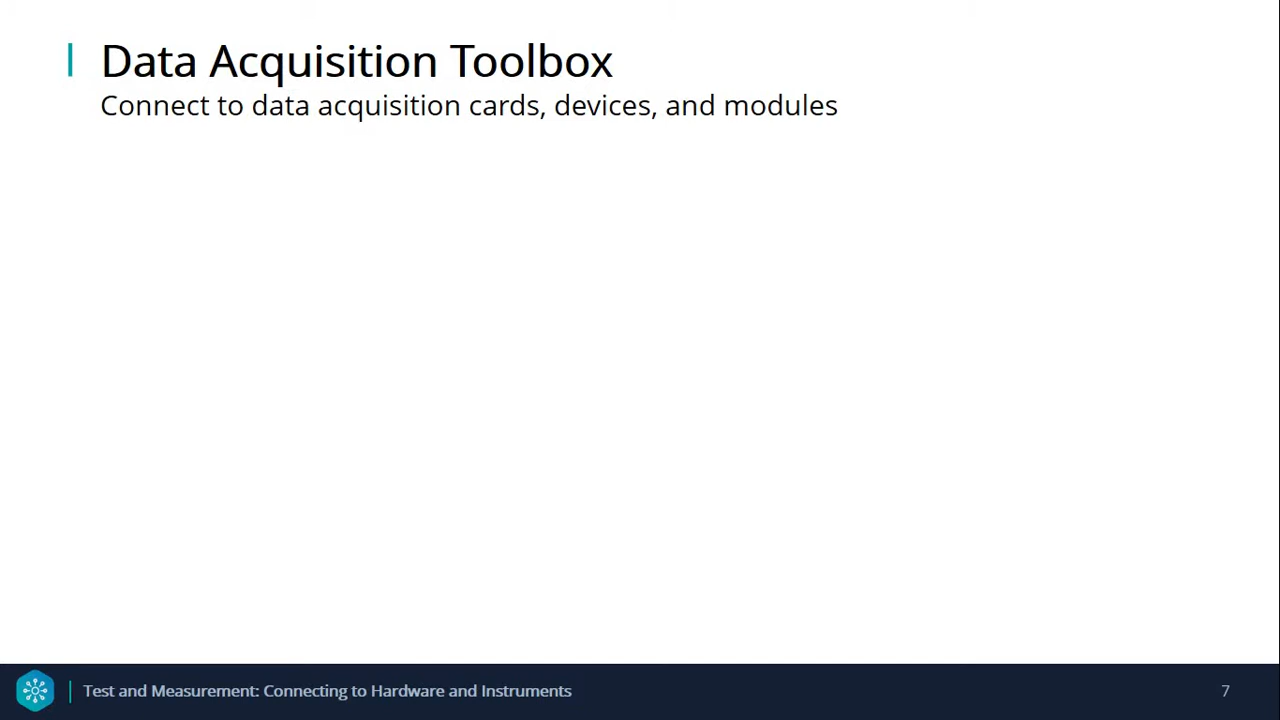 Data Acquisition Toolbox
Connect to data acquisition cards, devices, and modules
Test and Measurement: Connecting to Hardware and Instruments
7